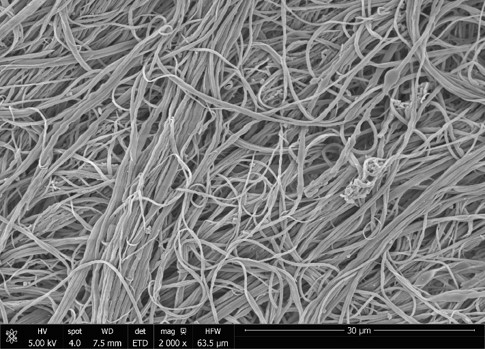 HV spot WD det mag HFW
5.00 kV 4.0 7.5 mm ETD 2 000 x 63.5 µm
30 µm